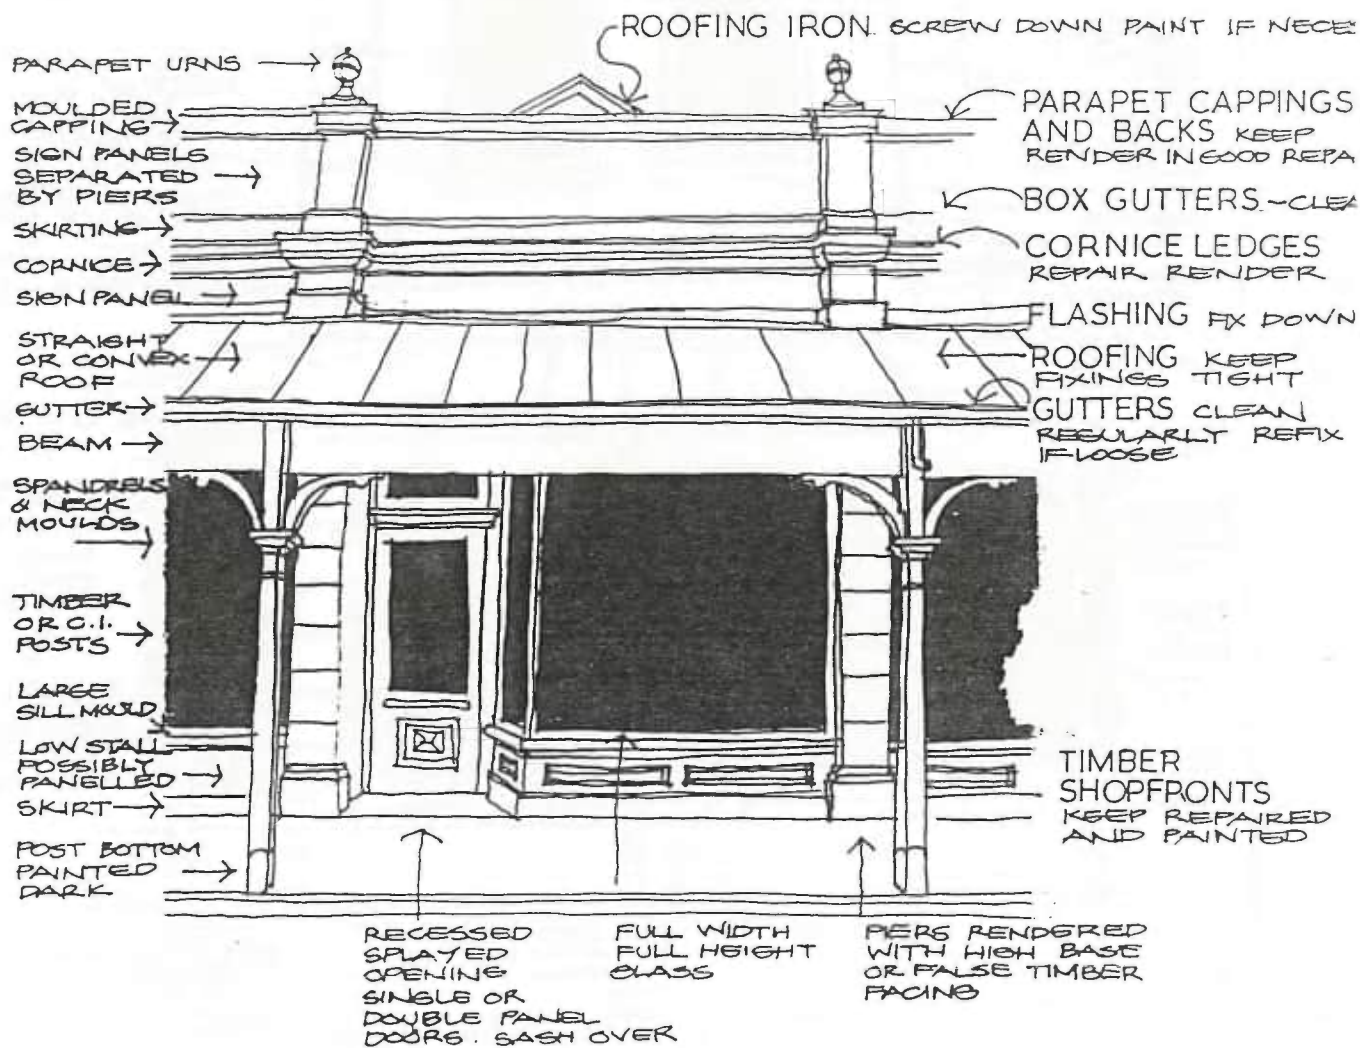 ROOFING IRON. SCREW DOWN PAINT IF NECE
PARAPET URNS
MOULDED
CAPPING
SIGN PANELS
SEPARATED
BY PIERS
SKIRTING
CORNICE
SIGN PANEL
STRAIGHT
OR CONVEX
ROOF
GUTTER
BEAM
SPANDRELS
& NECK
MOULDS
TIMBER
OR C.I.
POSTS
LARGE
SILL MOULD
LOW STALL
POSSIBLY
PANELLED
SKIRT
POST BOTTOM
PAINTED
DARK
PARAPET CAPPINGS
AND BACKS KEEP
RENDER IN GOOD REPA
BOX GUTTERS ~ CLEA
CORNICE LEDGES
REPAIR RENDER
FLASHING FIX DOWN
ROOFING KEEP
FIXINGS TIGHT
GUTTERS CLEAN
REGULARLY REFIX
IF LOOSE
TIMBER
SHOPFRONTS
KEEP REPAIRED
AND PAINTED
RECESSED
SPLAYED
OPENING
SINGLE OR
DOUBLE PANEL
DOORS. SASH OVER
FULL WIDTH
FULL HEIGHT
GLASS
PIERS RENDERED
WITH HIGH BASE
OR FALSE TIMBER
FACING